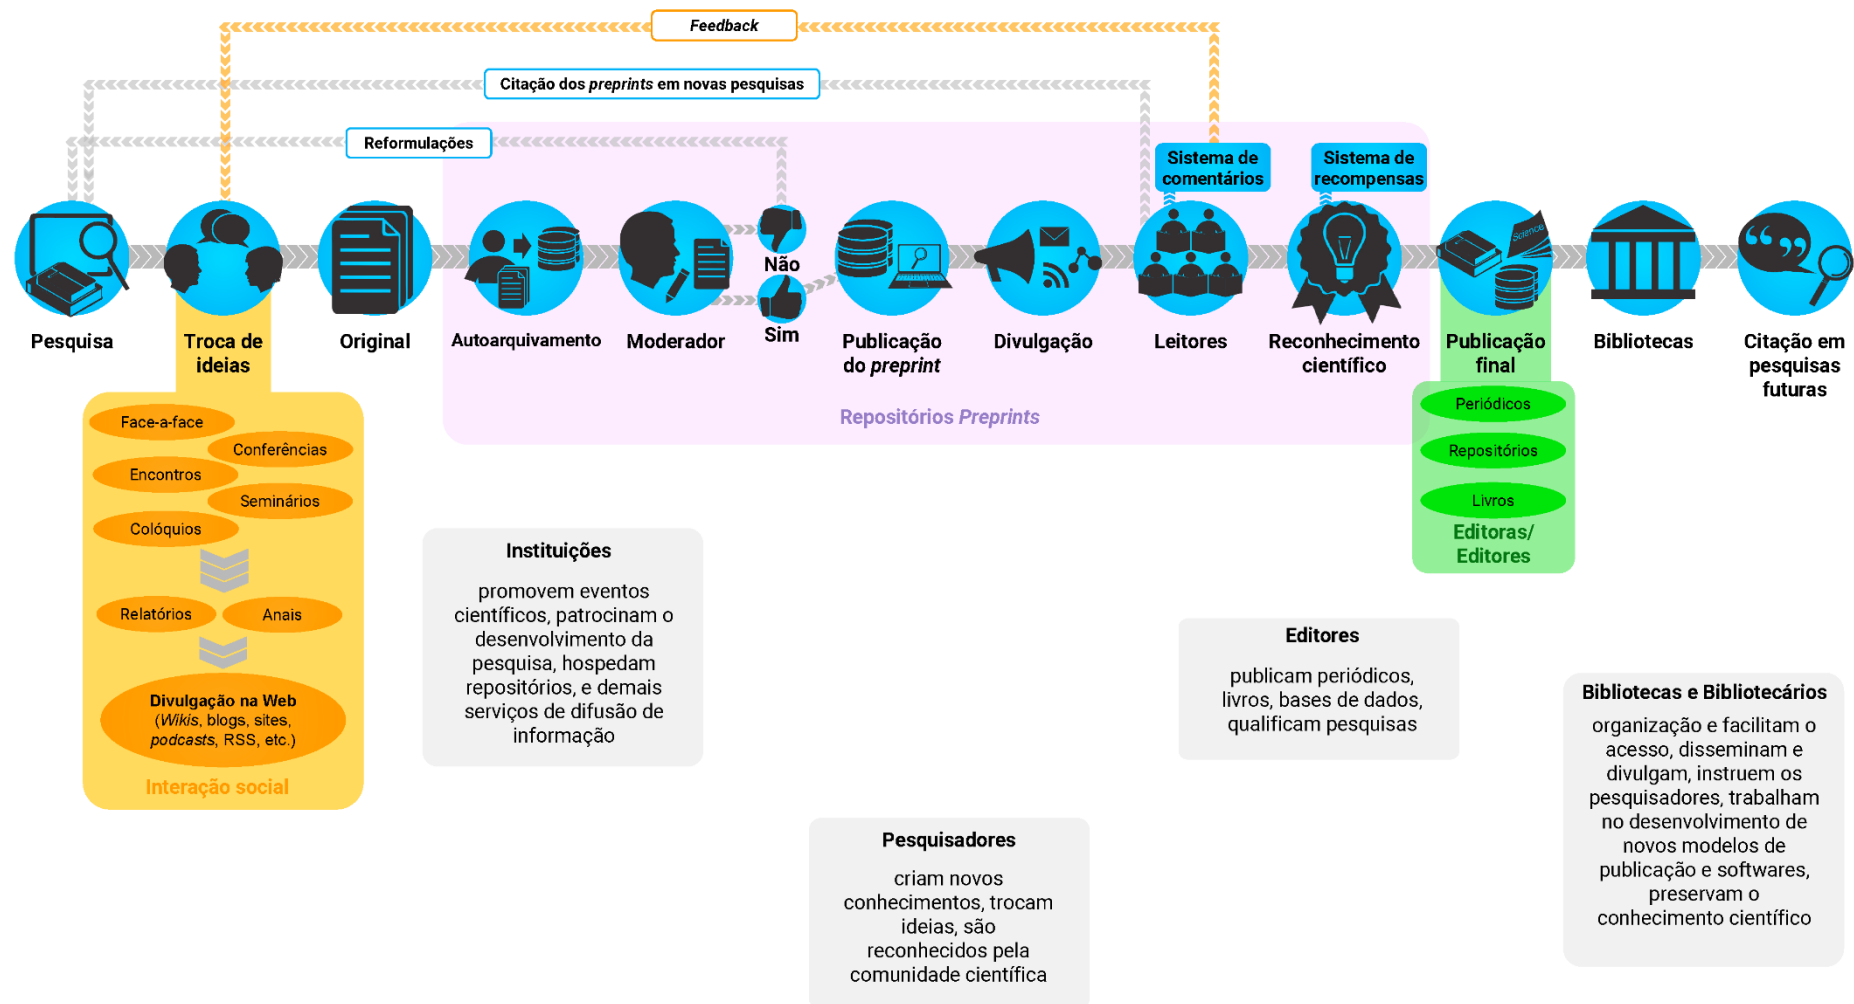 Feedback
Citação dos preprints em novas pesquisas
Reformulações
Sistema de
comentários
Sistema de
recompensas
Science
Não
Sim
Pesquisa
Troca de
ideias
Original
Autoarquivamento
Moderador
Publicação
do preprint
Divulgação
Leitores
Reconhecimento
científico
Publicação
final
Bibliotecas
Citação em
pesquisas
futuras
Repositórios Preprints
Face-a-face
Conferências
Encontros
Seminários
Colóquios
Relatórios
Anais
Divulgação na Web
(Wikis, blogs, sites,
podcasts, RSS, etc.)
Interação social
Periódicos
Repositórios
Livros
Editoras/
Editores
Instituições
promovem eventos
científicos, patrocinam o
desenvolvimento da
pesquisa, hospedam
repositórios, e demais
serviços de difusão de
informação
Pesquisadores
criam novos
conhecimentos, trocam
ideias, são
reconhecidos pela
comunidade científica
Editores
publicam periódicos,
livros, bases de dados,
qualificam pesquisas
Bibliotecas e Bibliotecários
organização e facilitam o
acesso, disseminam e
divulgam, instruem os
pesquisadores, trabalham
no desenvolvimento de
novos modelos de
publicação e softwares,
preservam o
conhecimento científico